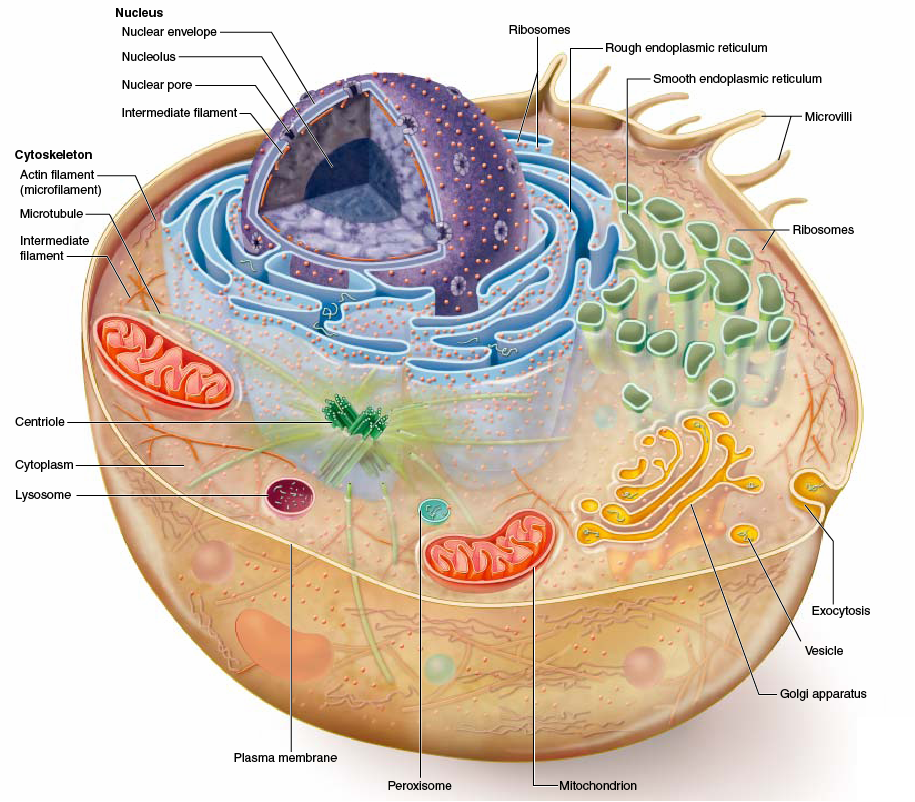 Nucleus
Nuclear envelope
Nucleolus
Nuclear pore
Intermediate filament
Ribosomes
Rough endoplasmic reticulum
Smooth endoplasmic reticulum
Microvilli
Cytoskeleton
Actin filament
(microfilament)
Microtubule
Intermediate
filament
Ribosomes
Centriole
Cytoplasm
Lysosome
Exocytosis
Vesicle
Golgi apparatus
Plasma membrane
Peroxisome
Mitochondrion